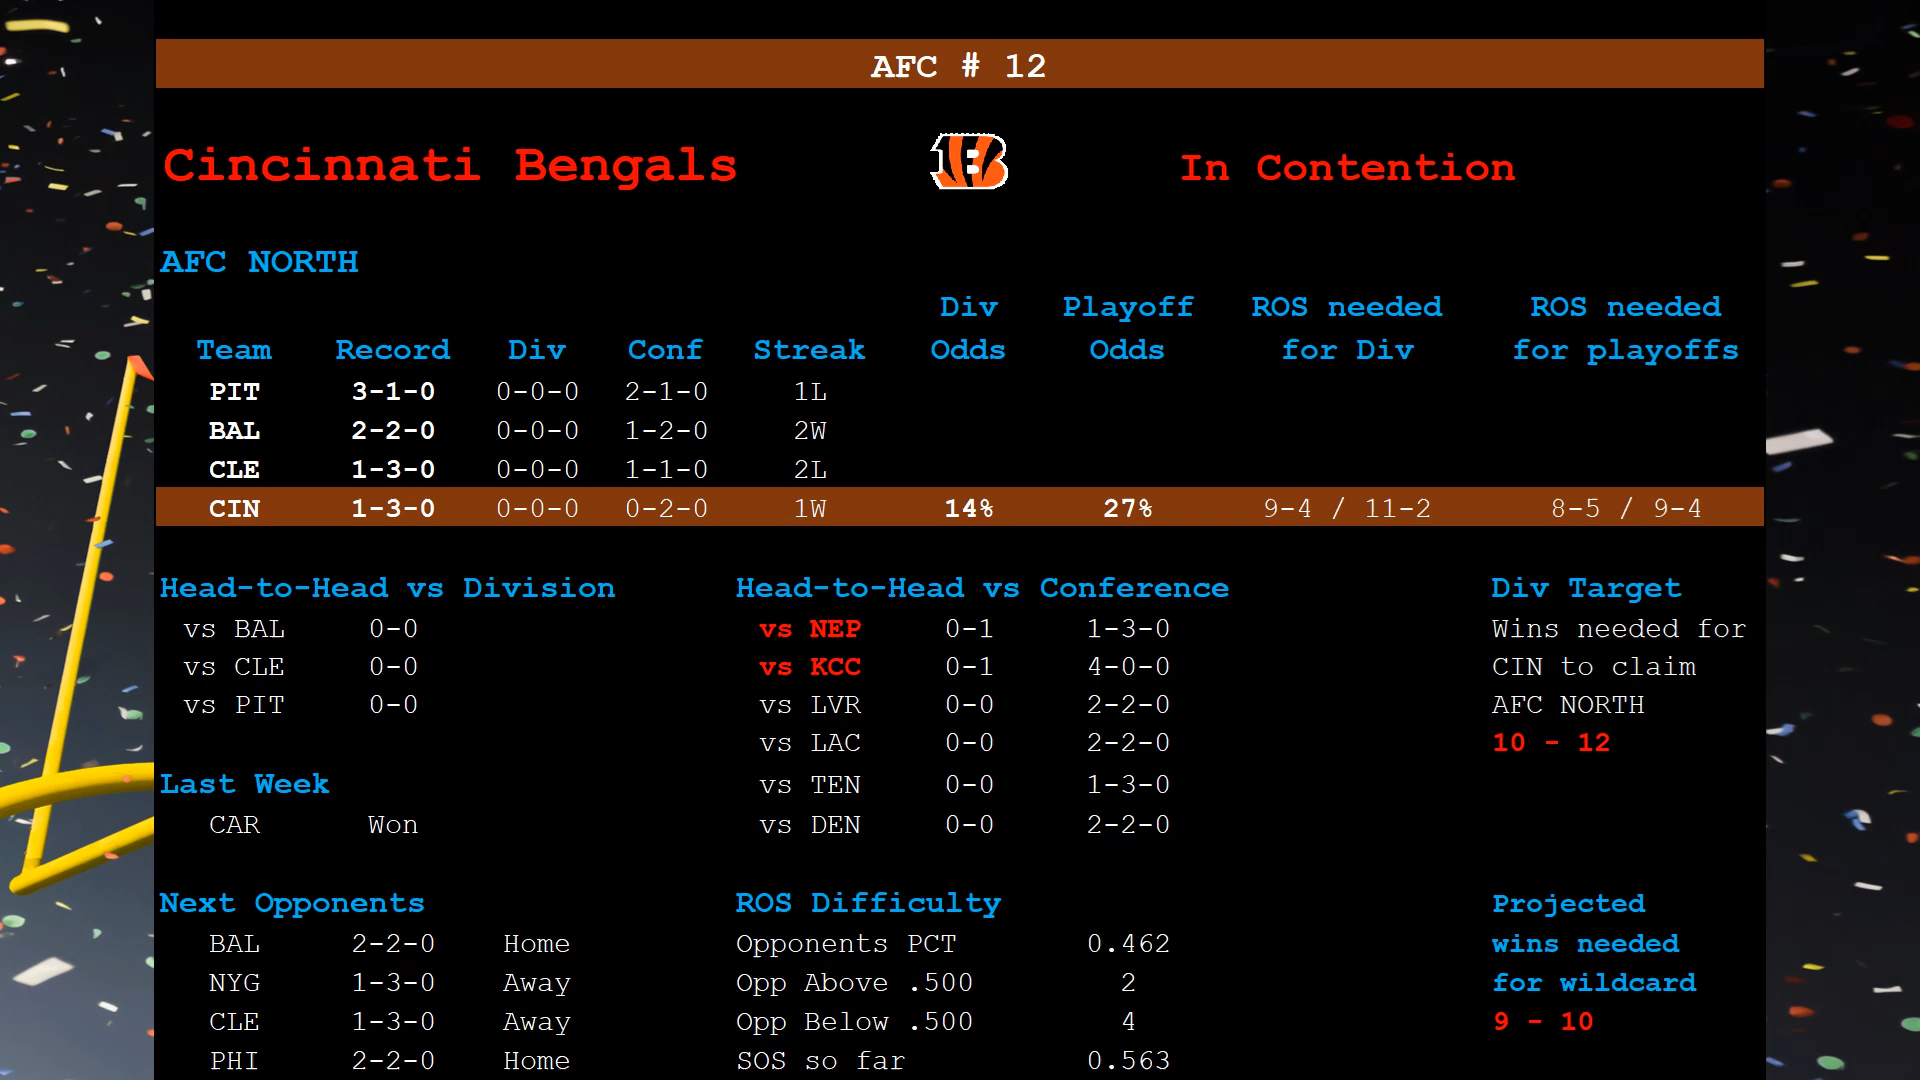 AFC # 12
Cincinnati Bengals B In Contention
AFC NORTH
Div Playoff ROS needed ROS needed
Team Record Div Conf Streak Odds Odds for Div for playoffs
PIT 3-1-0 0-0-0 2-1-0 1L
BAL 2-2-0 0-0-0 1-2-0 2W
CLE 1-3-0 0-0-0 1-1-0 2L
CIN 1-3-0 0-0-0 0-2-0 1W 14% 27% 9-4 / 11-2 8-5 / 9-4
Head-to-Head vs Division
vs BAL 0-0
vs CLE 0-0
vs PIT 0-0
Last Week
CAR Won
Head-to-Head vs Conference
vs NEP 0-1 1-3-0
vs KCC 0-1 4-0-0
vs LVR 0-0 2-2-0
vs LAC 0-0 2-2-0
vs TEN 0-0 1-3-0
vs DEN 0-0 2-2-0
Div Target
Wins needed for
CIN to claim
AFC NORTH
10 - 12
Next Opponents
BAL 2-2-0 Home
NYG 1-3-0 Away
CLE 1-3-0 Away
PHI 2-2-0 Home
ROS Difficulty
Opponents PCT 0.462
Opp Above .500 2
Opp Below .500 4
SOS so far 0.563
Projected
wins needed
for wildcard
9 - 10